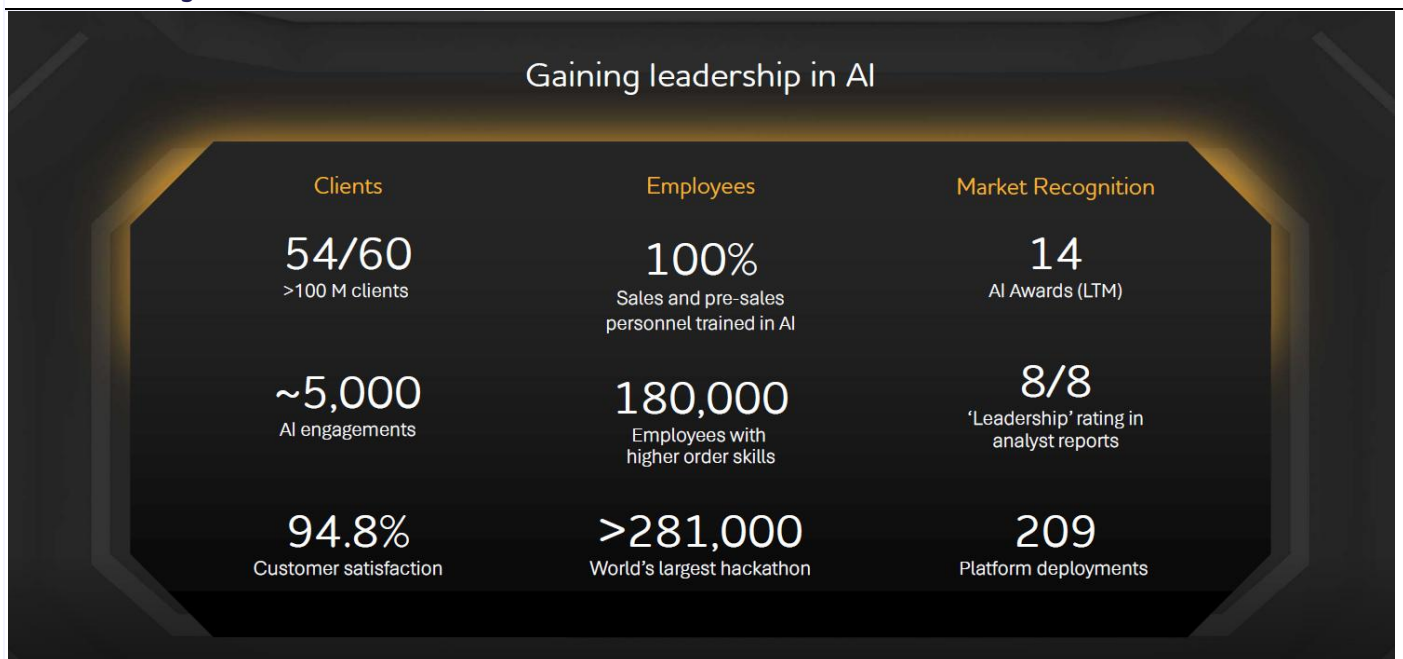 Gaining leadership in AI
Clients
54/60
>100 M clients
~5,000
AI engagements
94.8%
Customer satisfaction
Employees
100%
Sales and pre-sales
personnel trained in AI
180,000
Employees with
higher order skills
>281,000
World's largest hackathon
Market Recognition
14
AI Awards (LTM)
8/8
‘Leadership’ rating in
analyst reports
209
Platform deployments